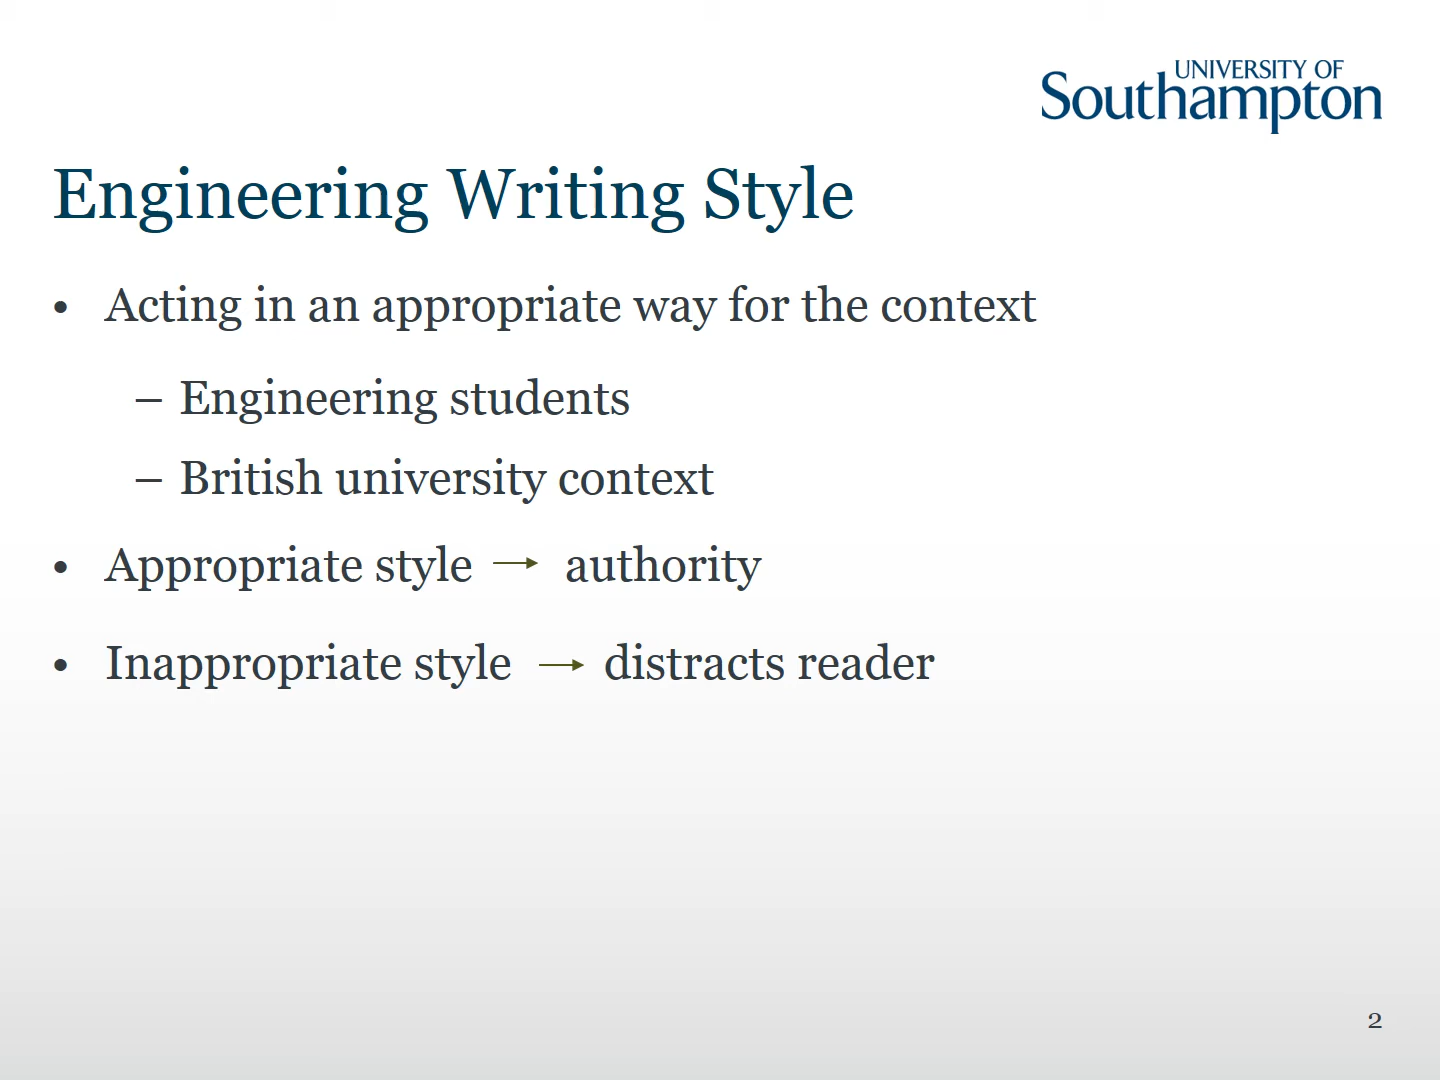 UNIVERSITY OF
Southampton
Engineering Writing Style
• Acting in an appropriate way for the context
– Engineering students
– British university context
• Appropriate style → authority
• Inappropriate style → distracts reader
2